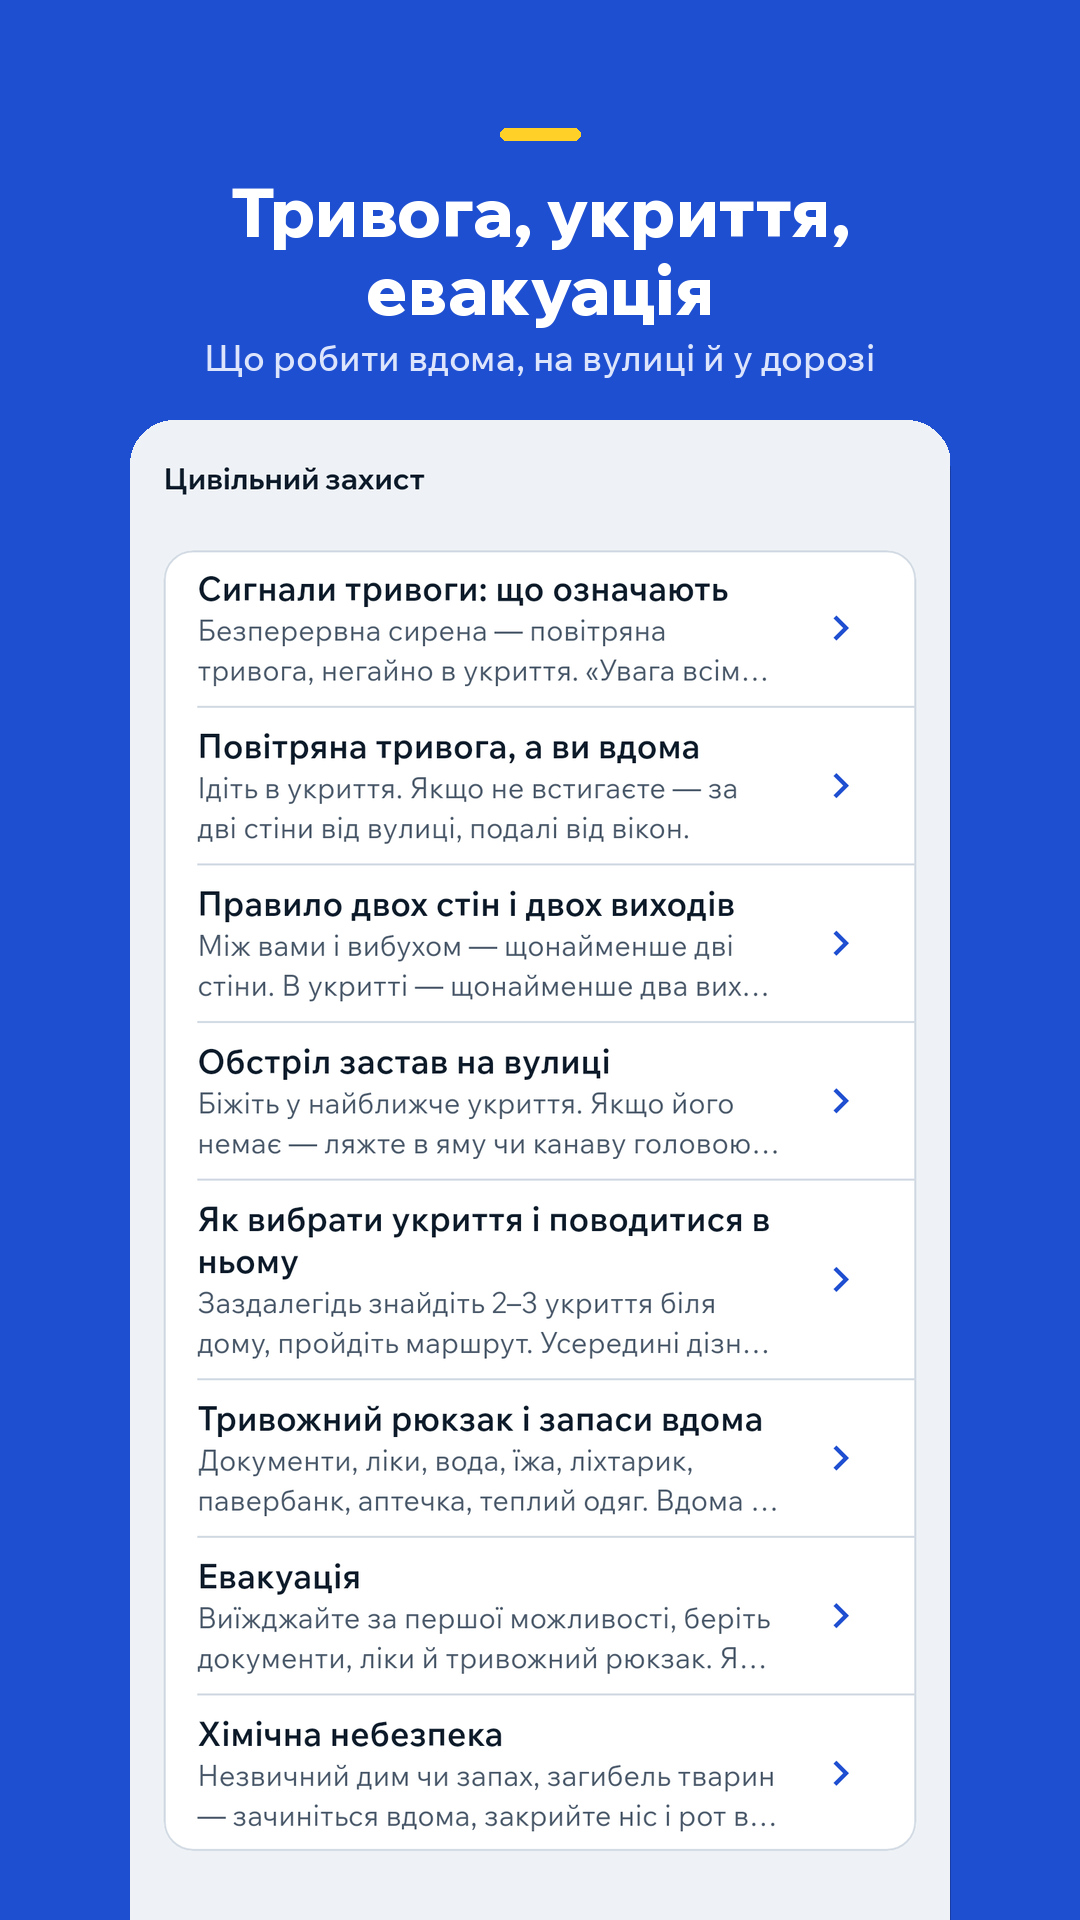 Тривога, укриття,
евакуація
Що робити вдома, на вулиці й у дорозі
Цивільний захист
Сигнали тривоги: що означають
Безперервна сирена — повітряна
тривога, негайно в укриття. «Увага всім…
Повітряна тривога, а ви вдома
Ідіть в укриття. Якщо не встигаєте — за
дві стіни від вулиці, подалі від вікон.
Правило двох стін і двох виходів
Між вами і вибухом — щонайменше дві
стіни. В укритті — щонайменше два вих…
Обстріл застав на вулиці
Біжіть у найближче укриття. Якщо його
немає — ляжте в яму чи канаву головою…
Як вибрати укриття і поводитися в
ньому
Заздалегідь знайдіть 2–3 укриття біля
дому, пройдіть маршрут. Усередині дізн…
Тривожний рюкзак і запаси вдома
Документи, ліки, вода, їжа, ліхтарик,
павербанк, аптечка, теплий одяг. Вдома …
Евакуація
Виїжджайте за першої можливості, беріть
документи, ліки й тривожний рюкзак. Я…
Хімічна небезпека
Незвичний дим чи запах, загибель тварин
— зачиніться вдома, закрийте ніс і рот в…